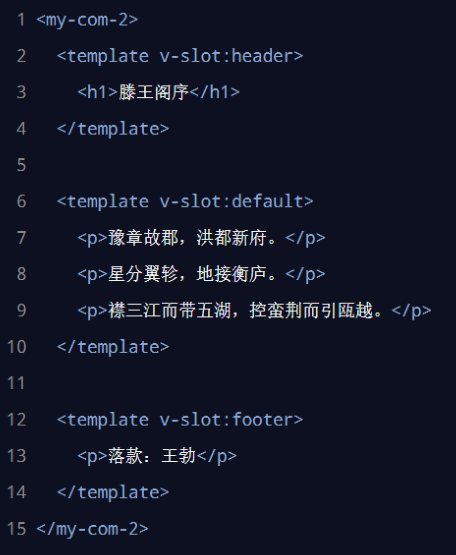 1 <my-com-2>
2   <template v-slot:header>
3     <h1>滕王阁序</h1>
4   </template>
5
6   <template v-slot:default>
7     <p>豫章故郡，洪都新府。</p>
8     <p>星分翼轸，地接衡庐。</p>
9     <p>襟三江而带五湖，控蛮荆而引瓯越。</p>
10   </template>
11
12   <template v-slot:footer>
13     <p>落款：王勃</p>
14   </template>
15 </my-com-2>